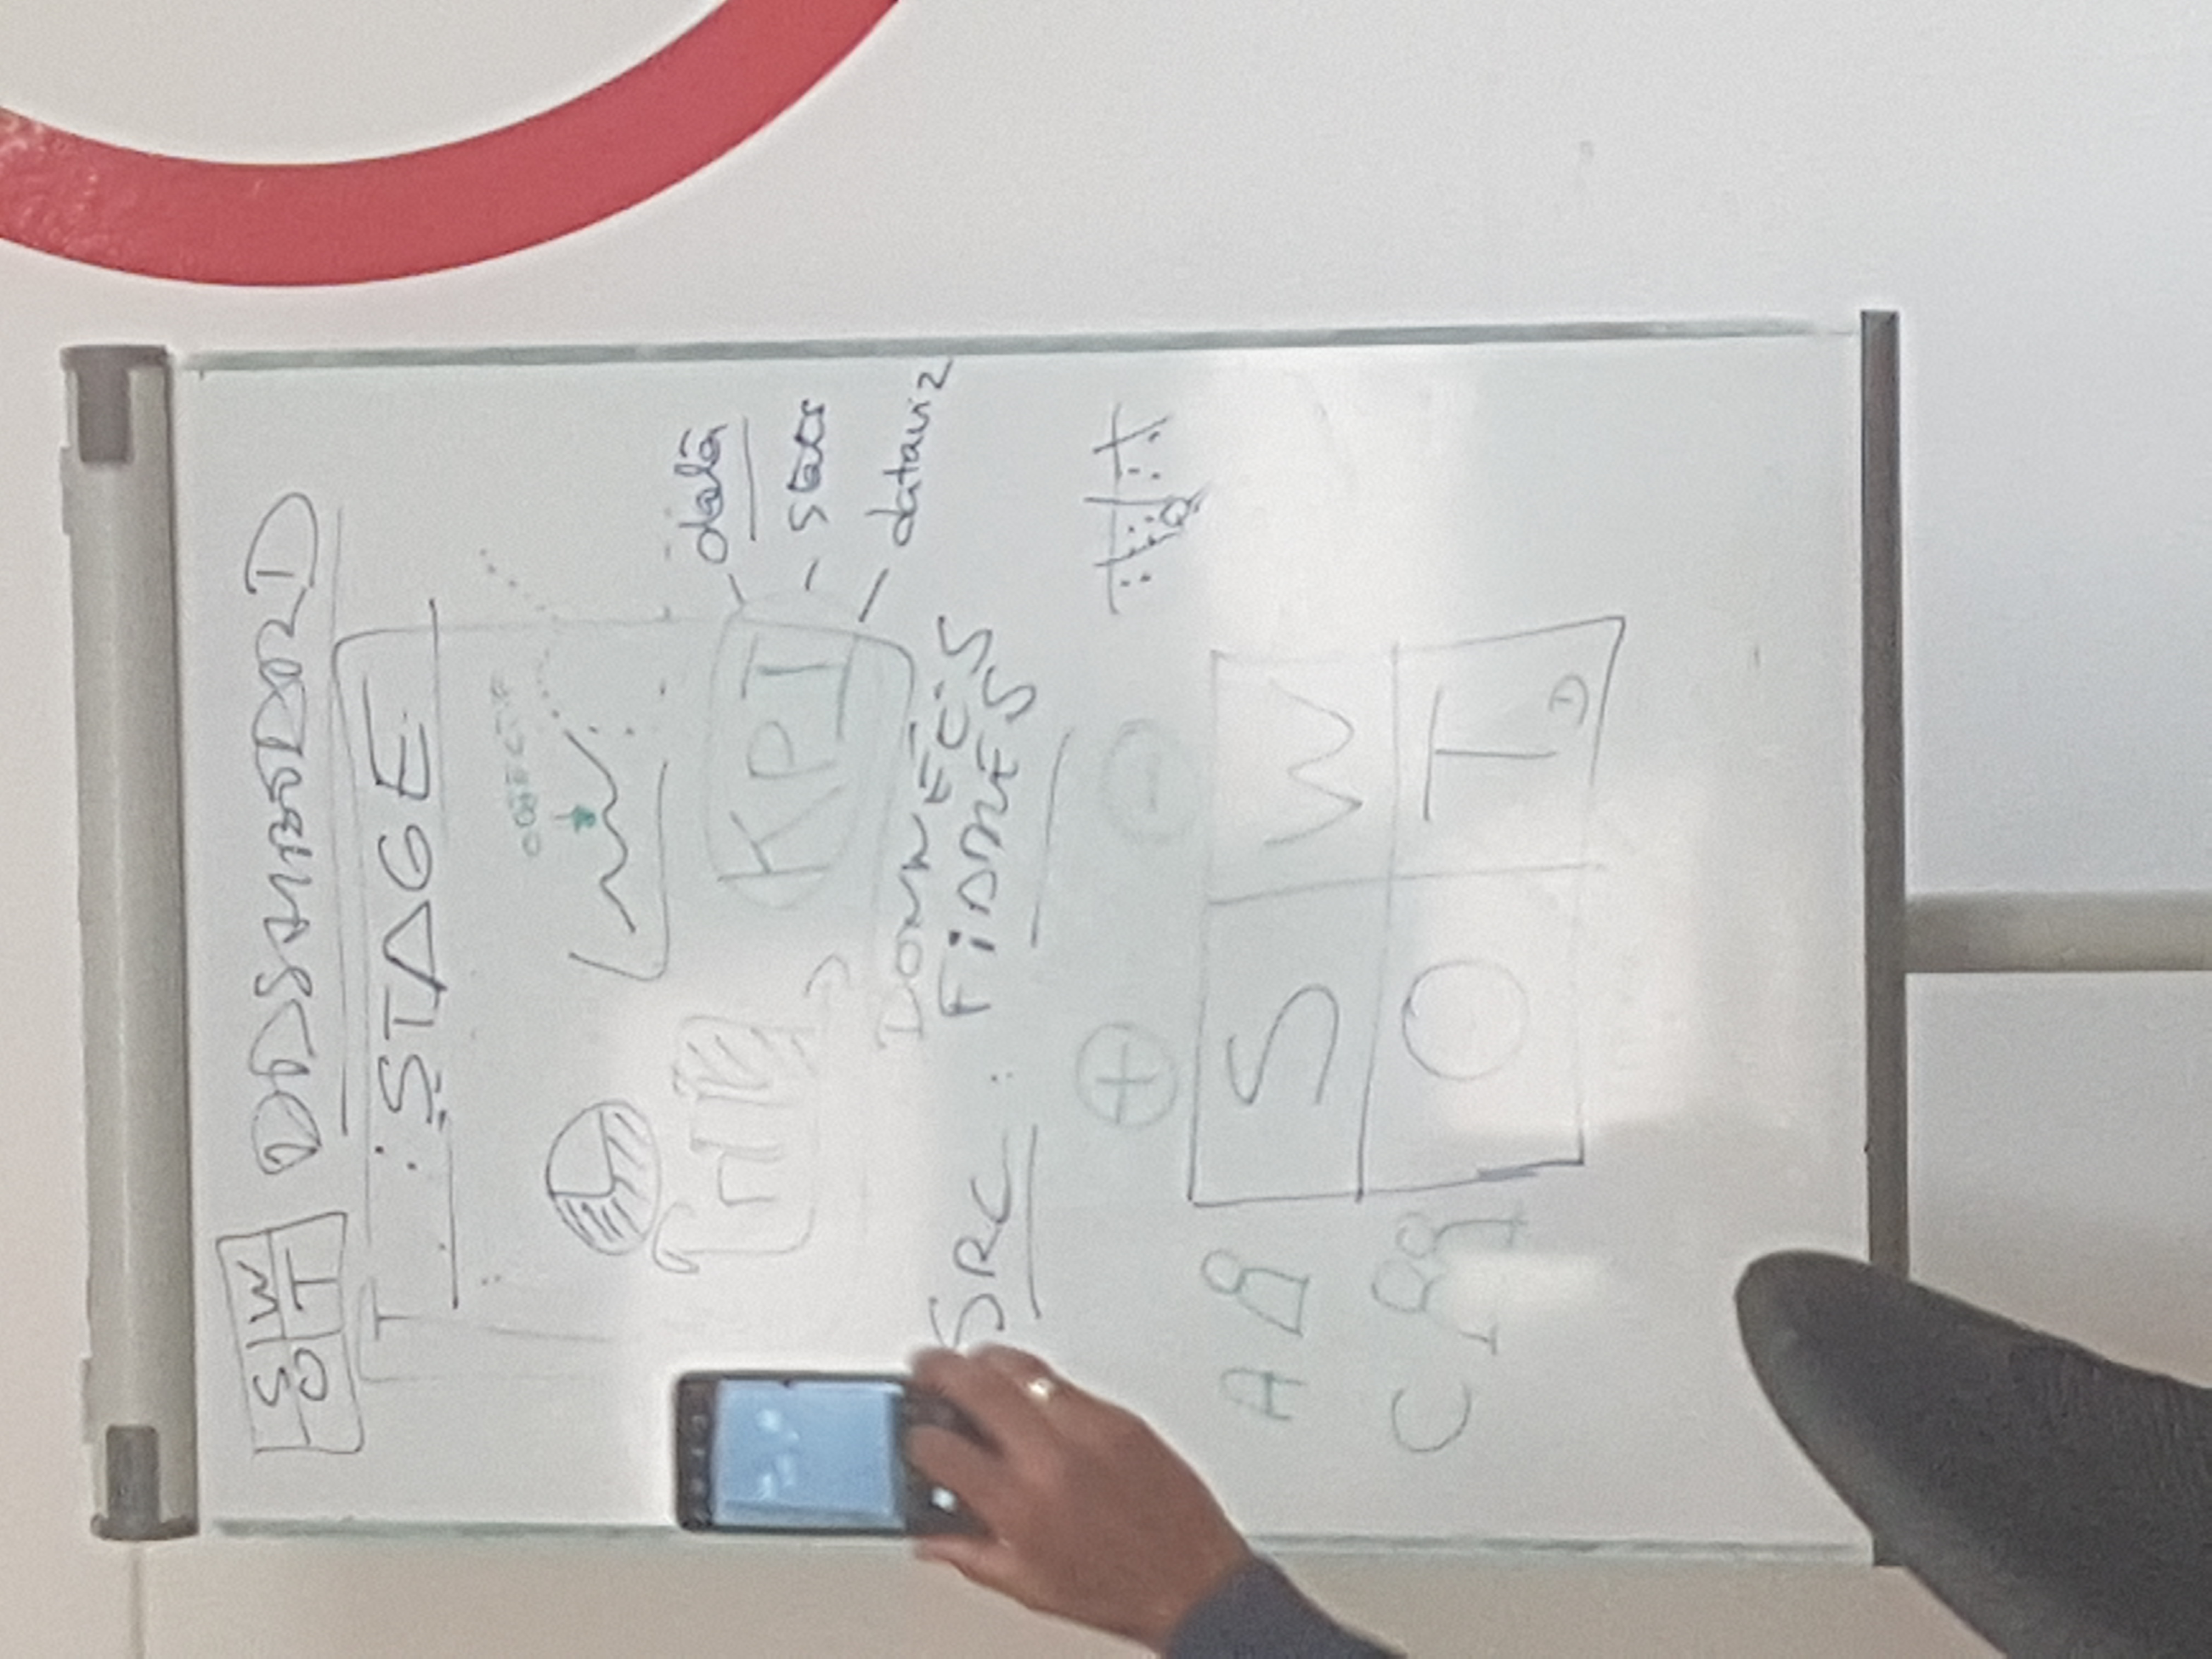 S W DASHBOARD
O T
T : STAGE
OBJECTIF
data
KPI
stats
dataviz
DONNÉES
SRC : FIABLES
+ -
A S W
C O T
D